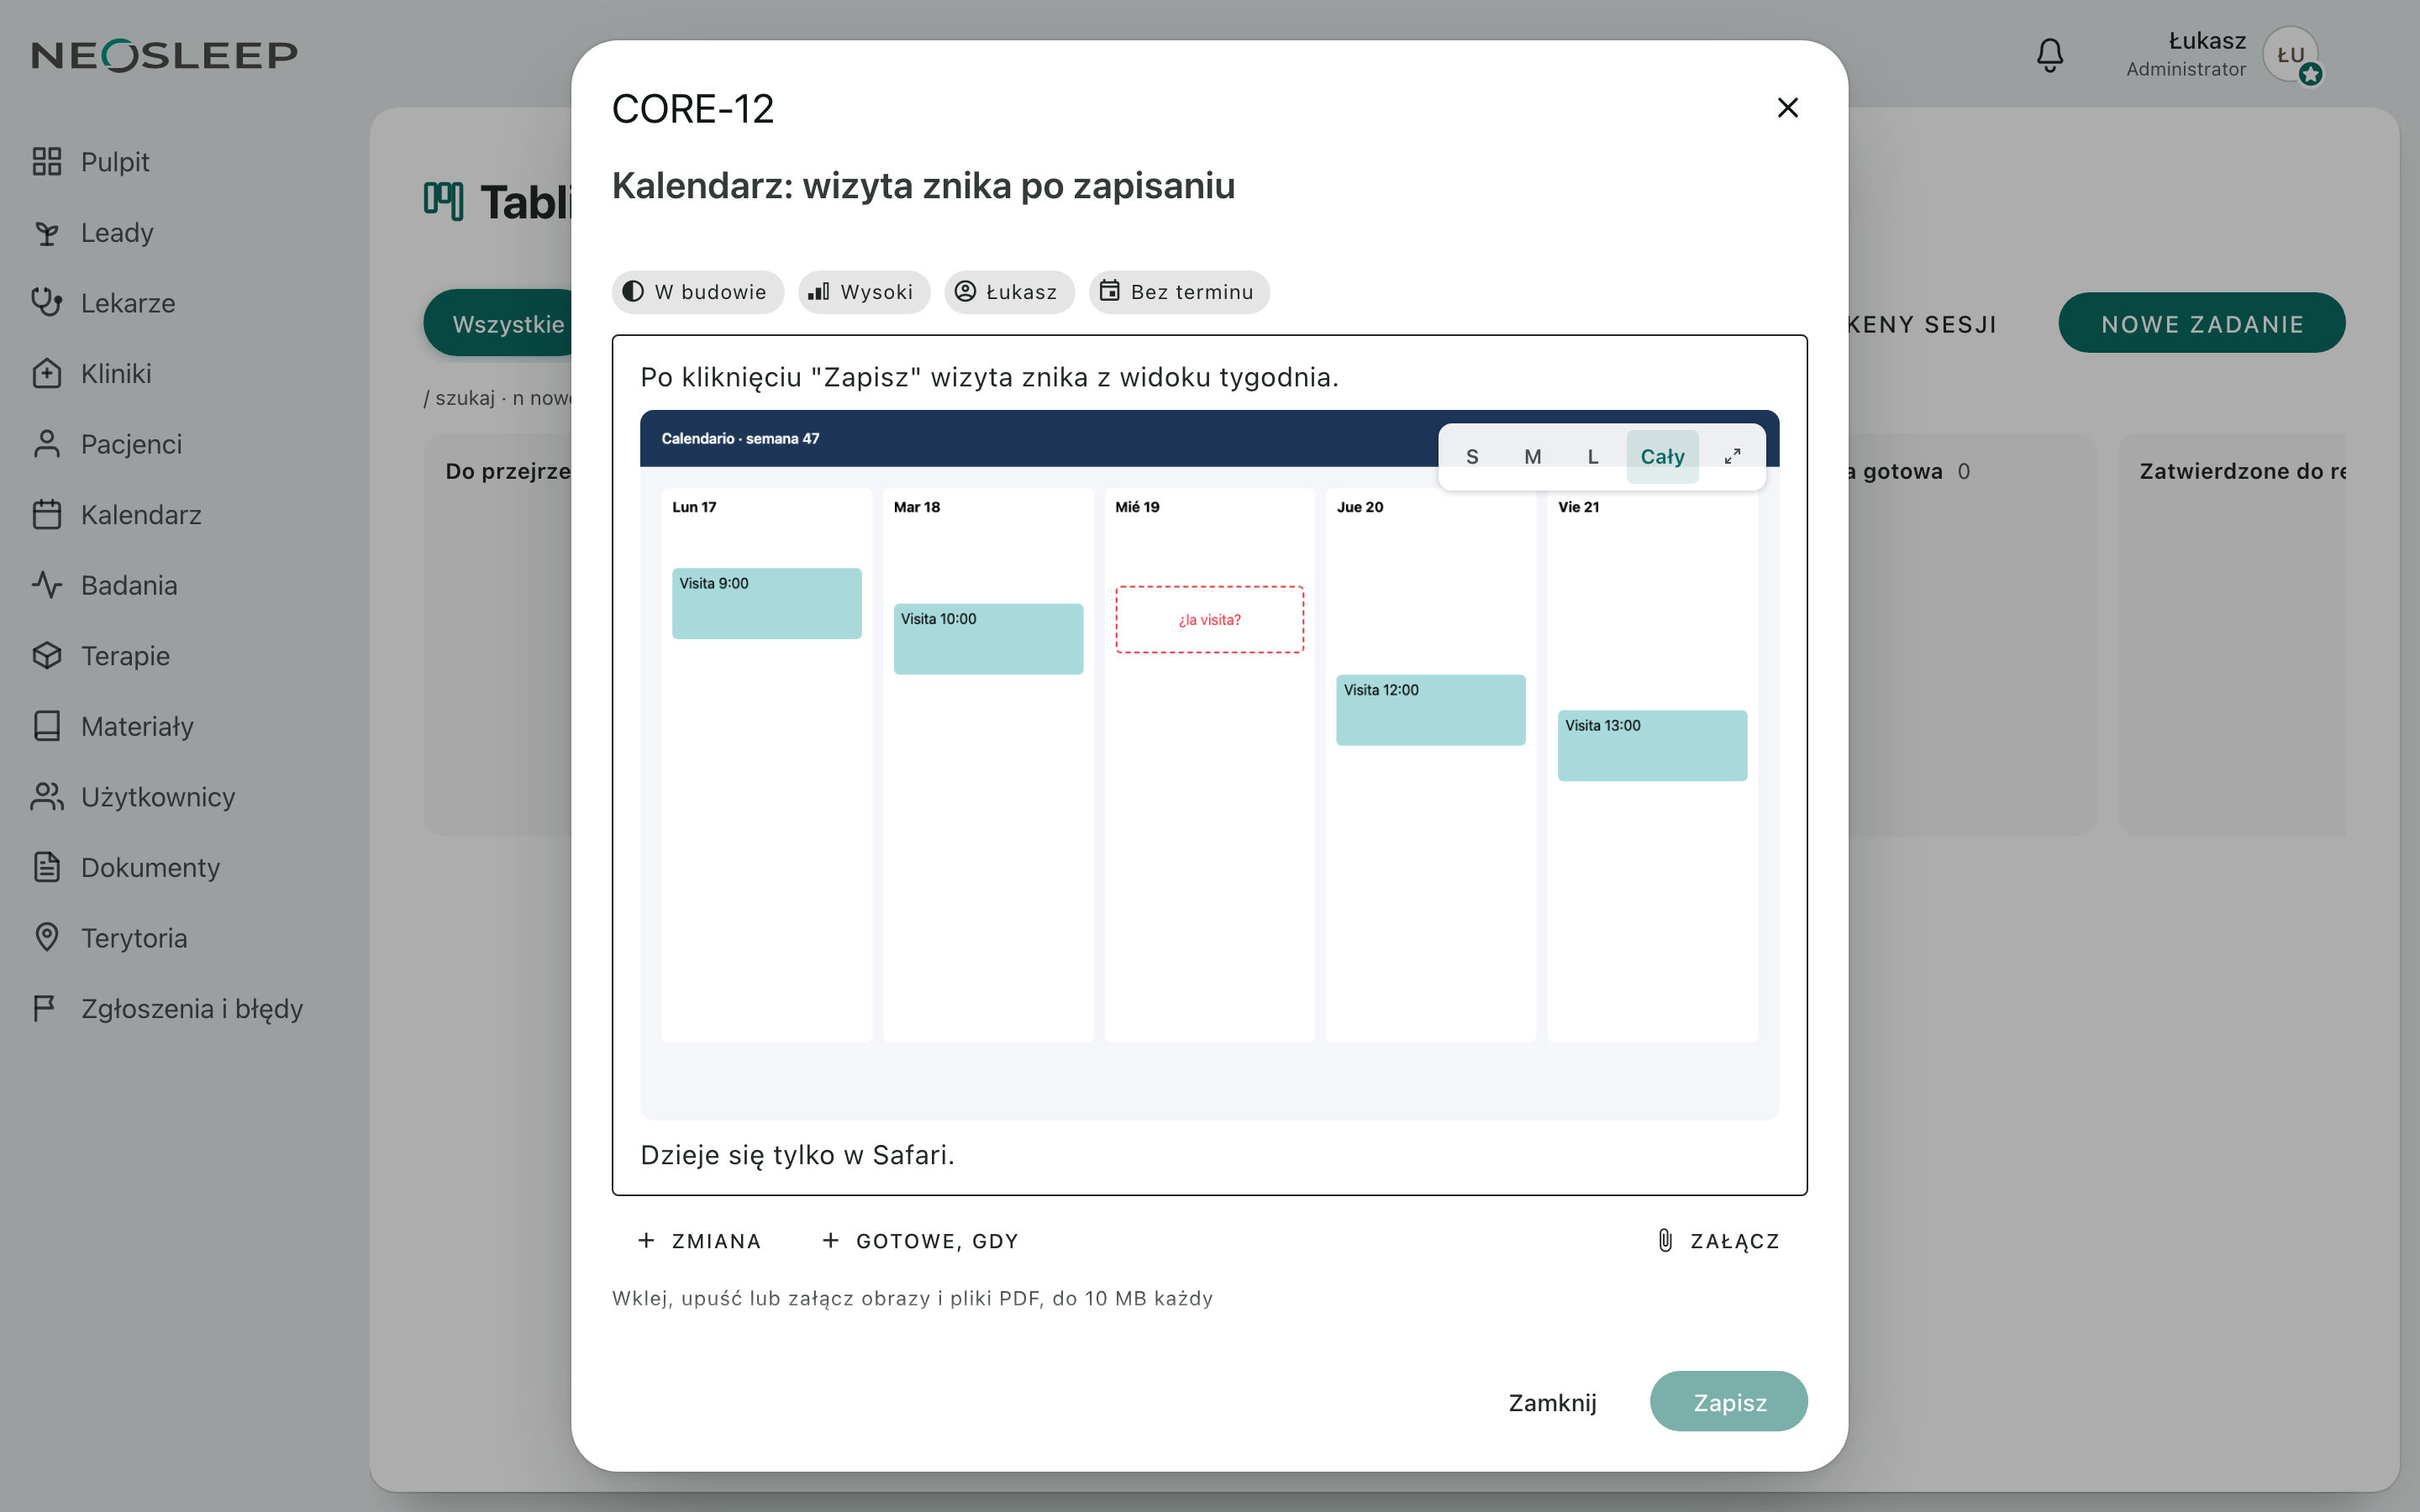 NEOSLEEP
Łukasz
Administrator
ŁU
Pulpit
Leady
Lekarze
Kliniki
Pacjenci
Kalendarz
Badania
Terapie
Materiały
Użytkownicy
Dokumenty
Terytoria
Zgłoszenia i błędy
Wszystkie
/ szukaj · n
SESJI
NOWE ZADANIE
Do
gotowa 0
Zatwierdzone do
CORE-12
Kalendarz: wizyta znika po zapisaniu
W budowie
Wysoki
Łukasz
Bez terminu
Po kliknięciu "Zapisz" wizyta znika z widoku tygodnia.
Calendario · semana 47
S M L Cały
Lun 17
Mar 18
Mié 19
Jue 20
Vie 21
Visita 9:00
Visita 10:00
¿la visita?
Visita 12:00
Visita 13:00
Dzieje się tylko w Safari.
+ ZMIANA
+ GOTOWE, GDY
ZAŁĄCZ
Wklej, upuść lub załącz obrazy i pliki PDF, do 10 MB każdy
Zamknij
Zapisz